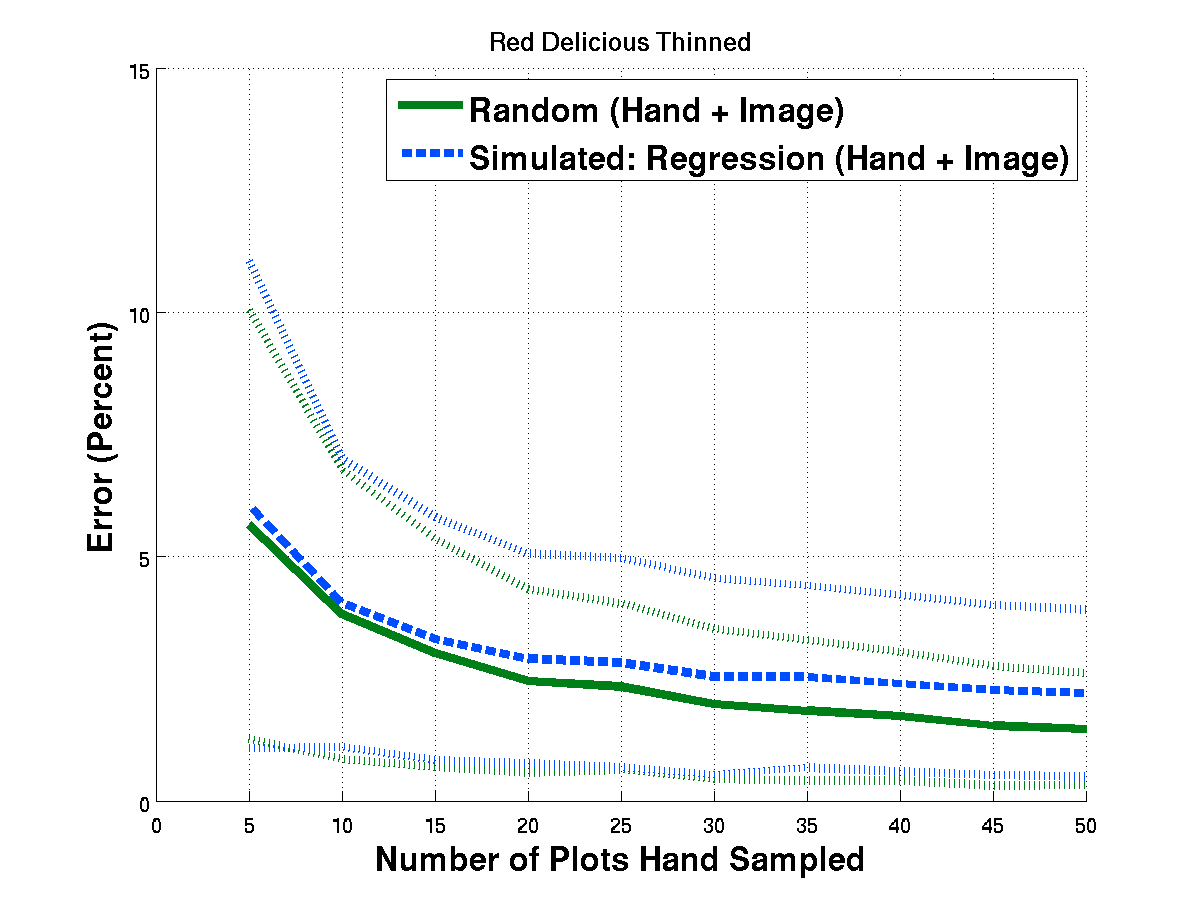 Red Delicious Thinned
15
Random (Hand + Image)
Simulated: Regression (Hand + Image)
10
Error (Percent)
5
0
0 5 10 15 20 25 30 35 40 45 50
Number of Plots Hand Sampled